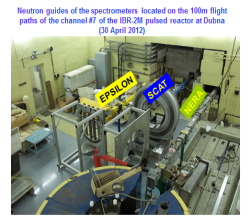 Neutron guides of the spectrometers located on the 100m flight
paths of the channel #7 of the IBR-2M pulsed reactor at Dubna
(30 April 2012)
EPSILON
SCAT
NERA